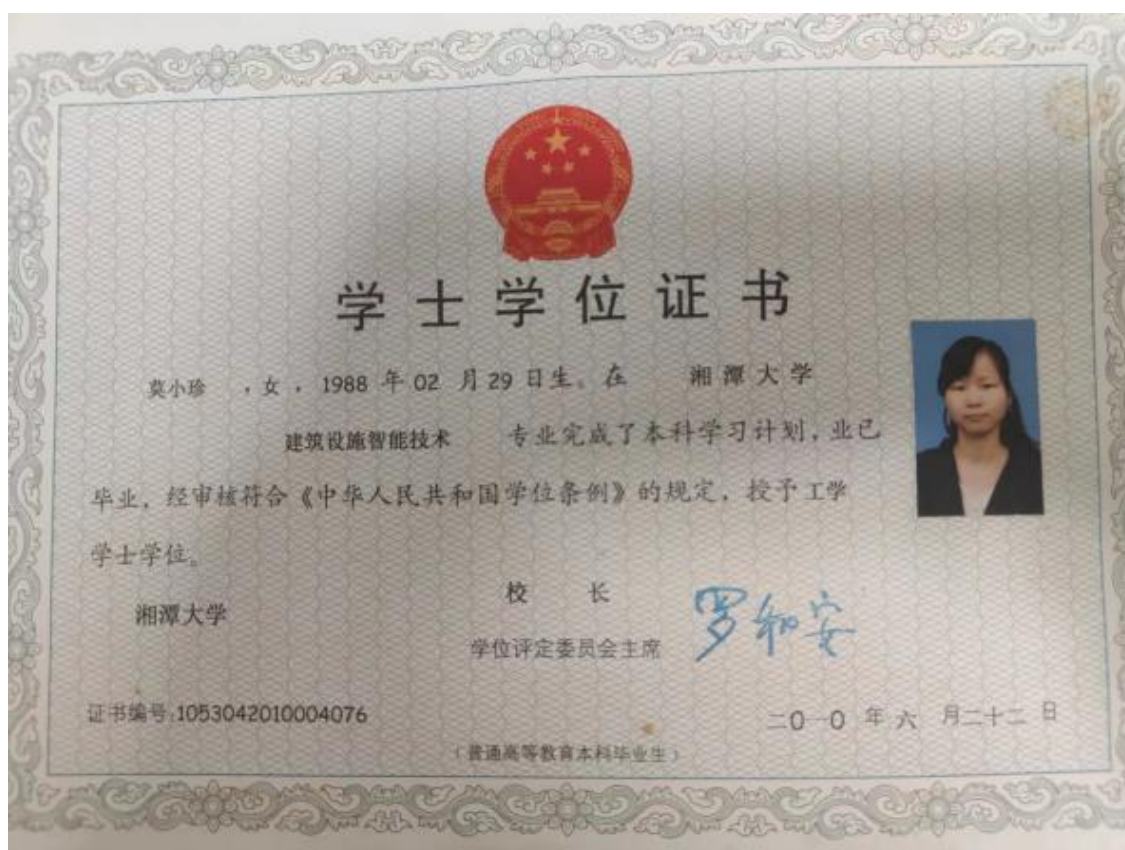 学士学位证书
莫小珍 ，女，1988 年 02 月 29 日生。在 湘潭大学
建筑设施智能技术 专业完成了本科学习计划，业已
毕业，经审核符合《中华人民共和国学位条例》的规定，授予工学
学士学位。
湘潭大学
校 长
学位评定委员会主席
罗和安
证书编号:1053042010004076
二0一0 年 六 月二十二 日
（普通高等教育本科毕业生）